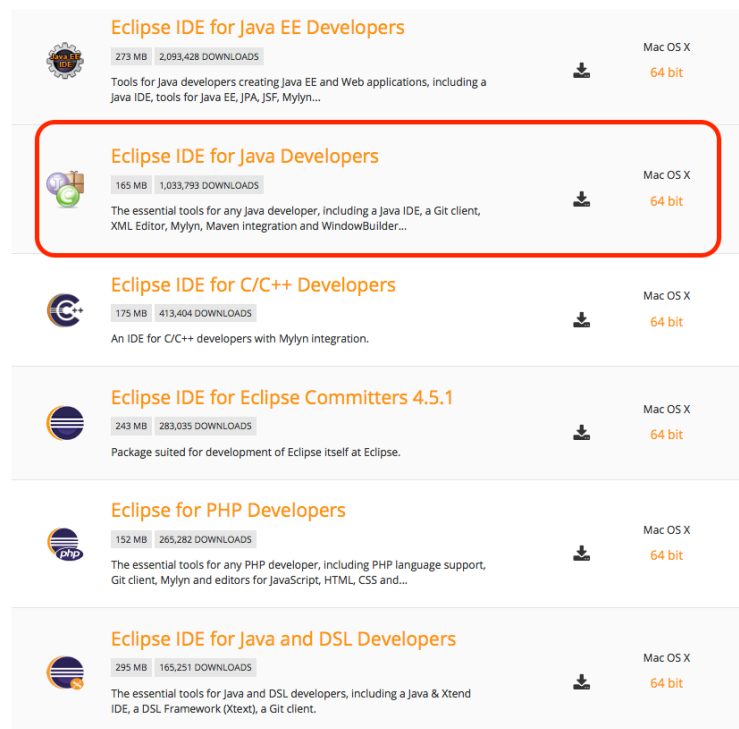 Eclipse IDE for Java EE Developers
273 MB 2,093,428 DOWNLOADS
Java EE
IDE
Tools for Java developers creating Java EE and Web applications, including a
Java IDE, tools for Java EE, JPA, JSF, Mylyn...
Mac OS X
64 bit
Eclipse IDE for Java Developers
165 MB 1,033,793 DOWNLOADS
J
C
The essential tools for any Java developer, including a Java IDE, a Git client,
XML Editor, Mylyn, Maven integration and WindowBuilder...
Mac OS X
64 bit
Eclipse IDE for C/C++ Developers
175 MB 413,404 DOWNLOADS
C++
An IDE for C/C++ developers with Mylyn integration.
Mac OS X
64 bit
Eclipse IDE for Eclipse Committers 4.5.1
243 MB 283,035 DOWNLOADS
Package suited for development of Eclipse itself at Eclipse.
Mac OS X
64 bit
Eclipse for PHP Developers
152 MB 265,282 DOWNLOADS
php
The essential tools for any PHP developer, including PHP language support,
Git client, Mylyn and editors for JavaScript, HTML, CSS and...
Mac OS X
64 bit
Eclipse IDE for Java and DSL Developers
295 MB 165,251 DOWNLOADS
The essential tools for Java and DSL developers, including a Java & Xtend
IDE, a DSL Framework (Xtext), a Git client.
Mac OS X
64 bit